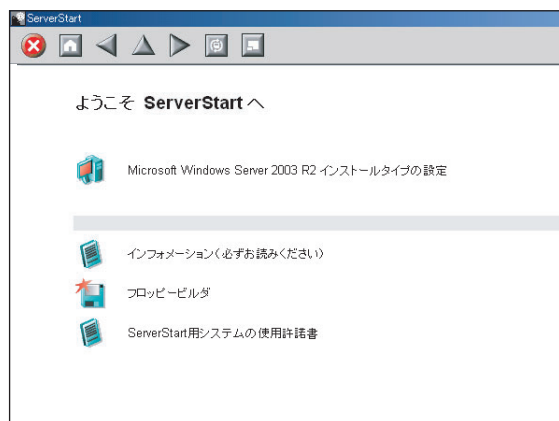 ServerStart
ようこそ ServerStart へ
Microsoft Windows Server 2003 R2 インストールタイプの設定
インフォメーション(必ずお読みください)
フロッピービルダ
ServerStart用システムの使用許諾書